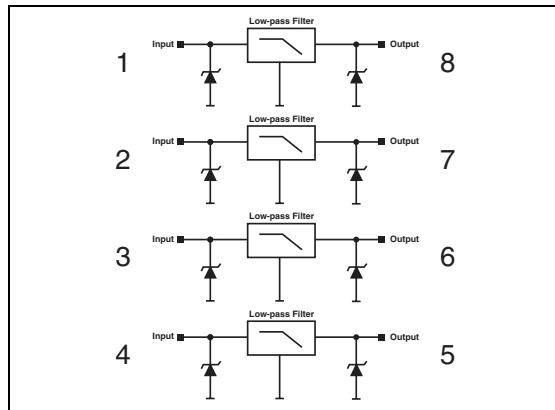 Low-pass Filter
1 Input Output 8
Low-pass Filter
2 Input Output 7
Low-pass Filter
3 Input Output 6
Low-pass Filter
4 Input Output 5